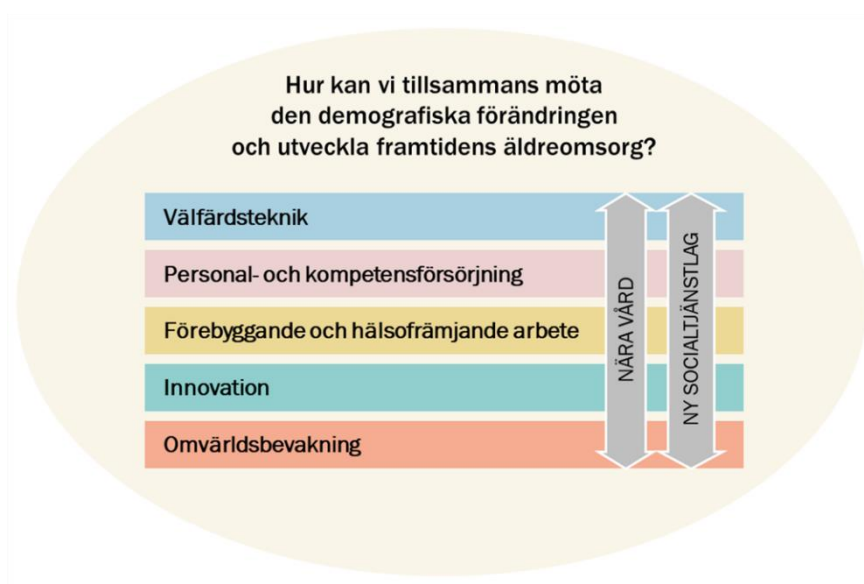 Hur kan vi tillsammans möta
den demografiska förändringen
och utveckla framtidens äldreomsorg?
Välfärdsteknik
Personal- och kompetensförsörjning
Förebyggande och hälsofrämjande arbete
Innovation
Omvärldsbevakning
NÄRA VÅRD
NY SOCIALTJÄNSTLAG